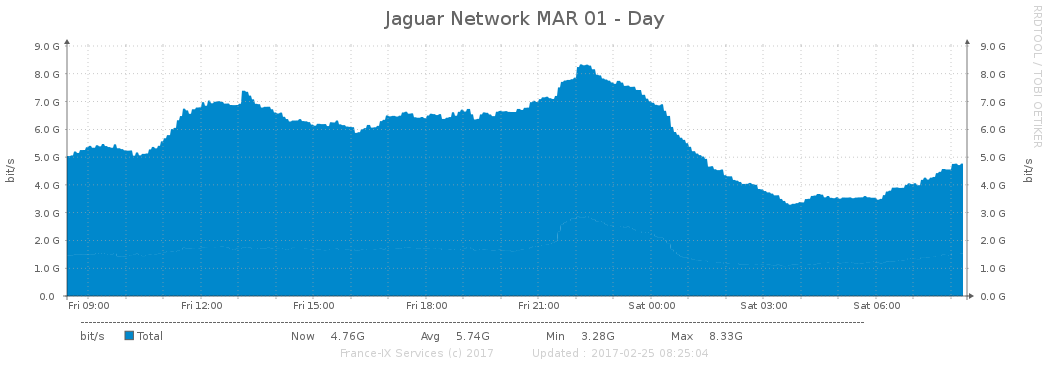 Jaguar Network MAR 01 - Day
RRDTOOL / TOBI OETIKER
9.0 G 9.0 G
8.0 G 8.0 G
7.0 G 7.0 G
6.0 G 6.0 G
5.0 G 5.0 G
4.0 G 4.0 G
3.0 G 3.0 G
2.0 G 2.0 G
1.0 G 1.0 G
0.0 0.0 G
bit/s
bit/s
Fri 09:00 Fri 12:00 Fri 15:00 Fri 18:00 Fri 21:00 Sat 00:00 Sat 03:00 Sat 06:00
bit/s Total Now 4.76G Avg 5.74G Min 3.28G Max 8.33G
France-IX Services (c) 2017 Updated : 2017-02-25 08:25:04